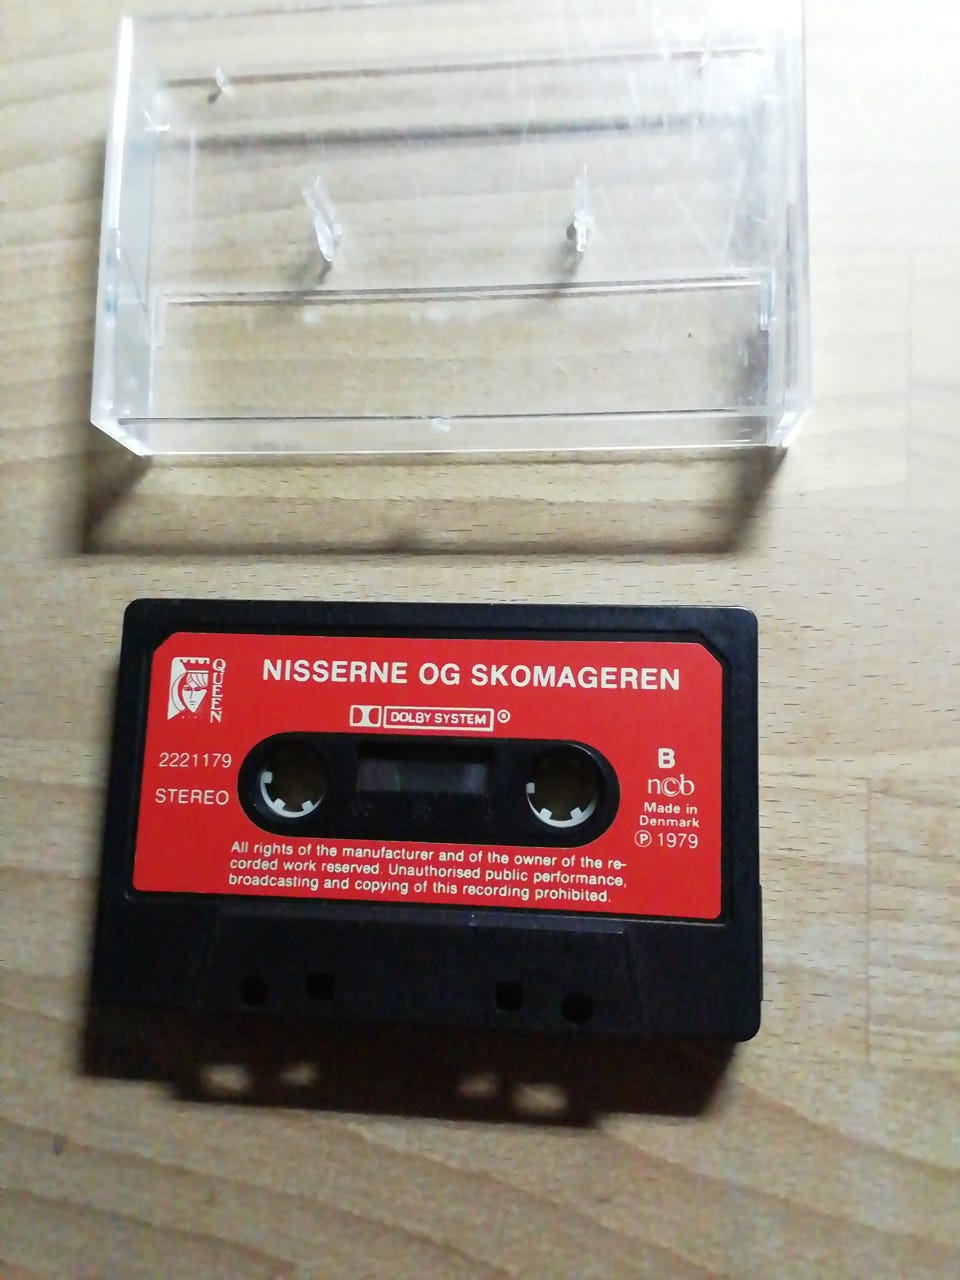 QUEEN
NISSERNE OG SKOMAGEREN
DOLBY SYSTEM ®
2221179
STEREO
B
n©b
Made in
Denmark
℗ 1979
All rights of the manufacturer and of the owner of the re-
corded work reserved. Unauthorised public performance,
broadcasting and copying of this recording prohibited.